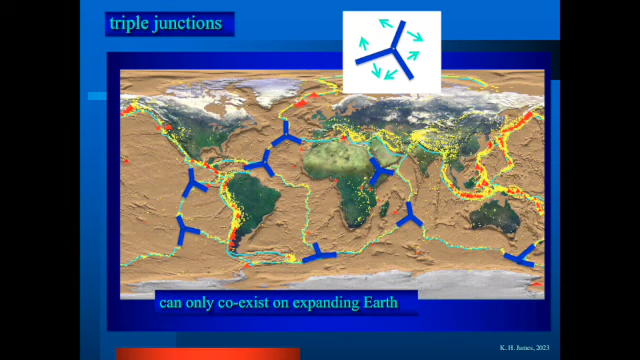 triple junctions
can only co-exist on expanding Earth
K. H. James, 2023